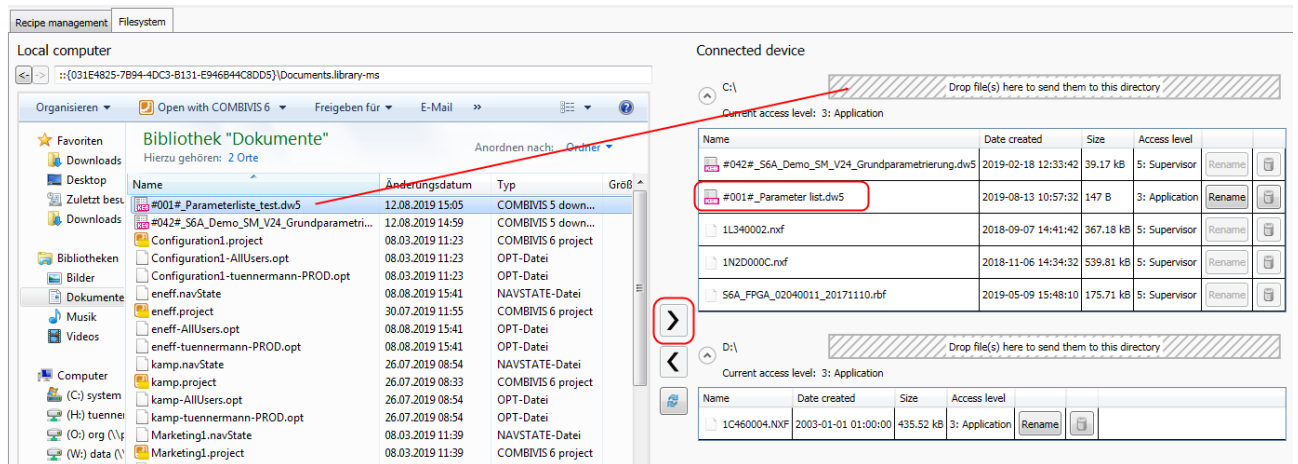 Recipe management Filesystem
Local computer
<- -> ::{031E4825-7B94-4DC3-B131-E946B44C8DD5}\Documents.library-ms
Organisieren Open with COMBIVIS 6 Freigeben für E-Mail »
Favoriten
Downloads
Desktop
Zuletzt besu
Downloads
Bibliotheken
Bilder
Dokumente
Musik
Videos
Computer
(C:) system
(H:) tuenner
(O:) org (\\p
(W:) data (\\
Bibliothek "Dokumente"
Hierzu gehören: 2 Orte
Anordnen nach: Ordner
Name Änderungsdatum Typ Größ
#001#_Parameterliste_test.dw5 12.08.2019 15:05 COMBIVIS 5 down...
#042#_S6A_Demo_SM_V24_Grundparametri... 12.08.2019 14:59 COMBIVIS 5 down...
Configuration1.project 08.03.2019 11:23 COMBIVIS 6 project
Configuration1-AllUsers.opt 08.03.2019 11:23 OPT-Datei
Configuration1-tuennermann-PROD.opt 08.03.2019 11:23 OPT-Datei
eneff.navState 08.08.2019 15:41 NAVSTATE-Datei
eneff.project 30.07.2019 11:55 COMBIVIS 6 project
eneff-AllUsers.opt 08.08.2019 15:41 OPT-Datei
eneff-tuennermann-PROD.opt 08.08.2019 15:41 OPT-Datei
kamp.navState 26.07.2019 08:54 NAVSTATE-Datei
kamp.project 26.07.2019 08:33 COMBIVIS 6 project
kamp-AllUsers.opt 26.07.2019 08:54 OPT-Datei
kamp-tuennermann-PROD.opt 26.07.2019 08:54 OPT-Datei
Marketing1.navState 08.03.2019 11:39 NAVSTATE-Datei
Marketing1.project 08.03.2019 11:39 COMBIVIS 6 project
Connected device
C:\ Drop file(s) here to send them to this directory
Current access level: 3: Application
Name Date created Size Access level
#042#_S6A_Demo_SM_V24_Grundparametrierung.dw5 2019-02-18 12:33:42 39.17 kB 5: Supervisor Rename
#001#_Parameter list.dw5 2019-08-13 10:57:32 147 B 3: Application Rename
1L340002.nxf 2018-09-07 14:41:42 367.18 kB 5: Supervisor Rename
1N2D000C.nxf 2018-11-06 14:34:32 539.81 kB 5: Supervisor Rename
S6A_FPGA_02040011_20171110.rbf 2019-05-09 15:48:10 175.71 kB 5: Supervisor Rename
D:\ Drop file(s) here to send them to this directory
Current access level: 3: Application
Name Date created Size Access level
1C460004.NXF 2003-01-01 01:00:00 435.52 kB 3: Application Rename